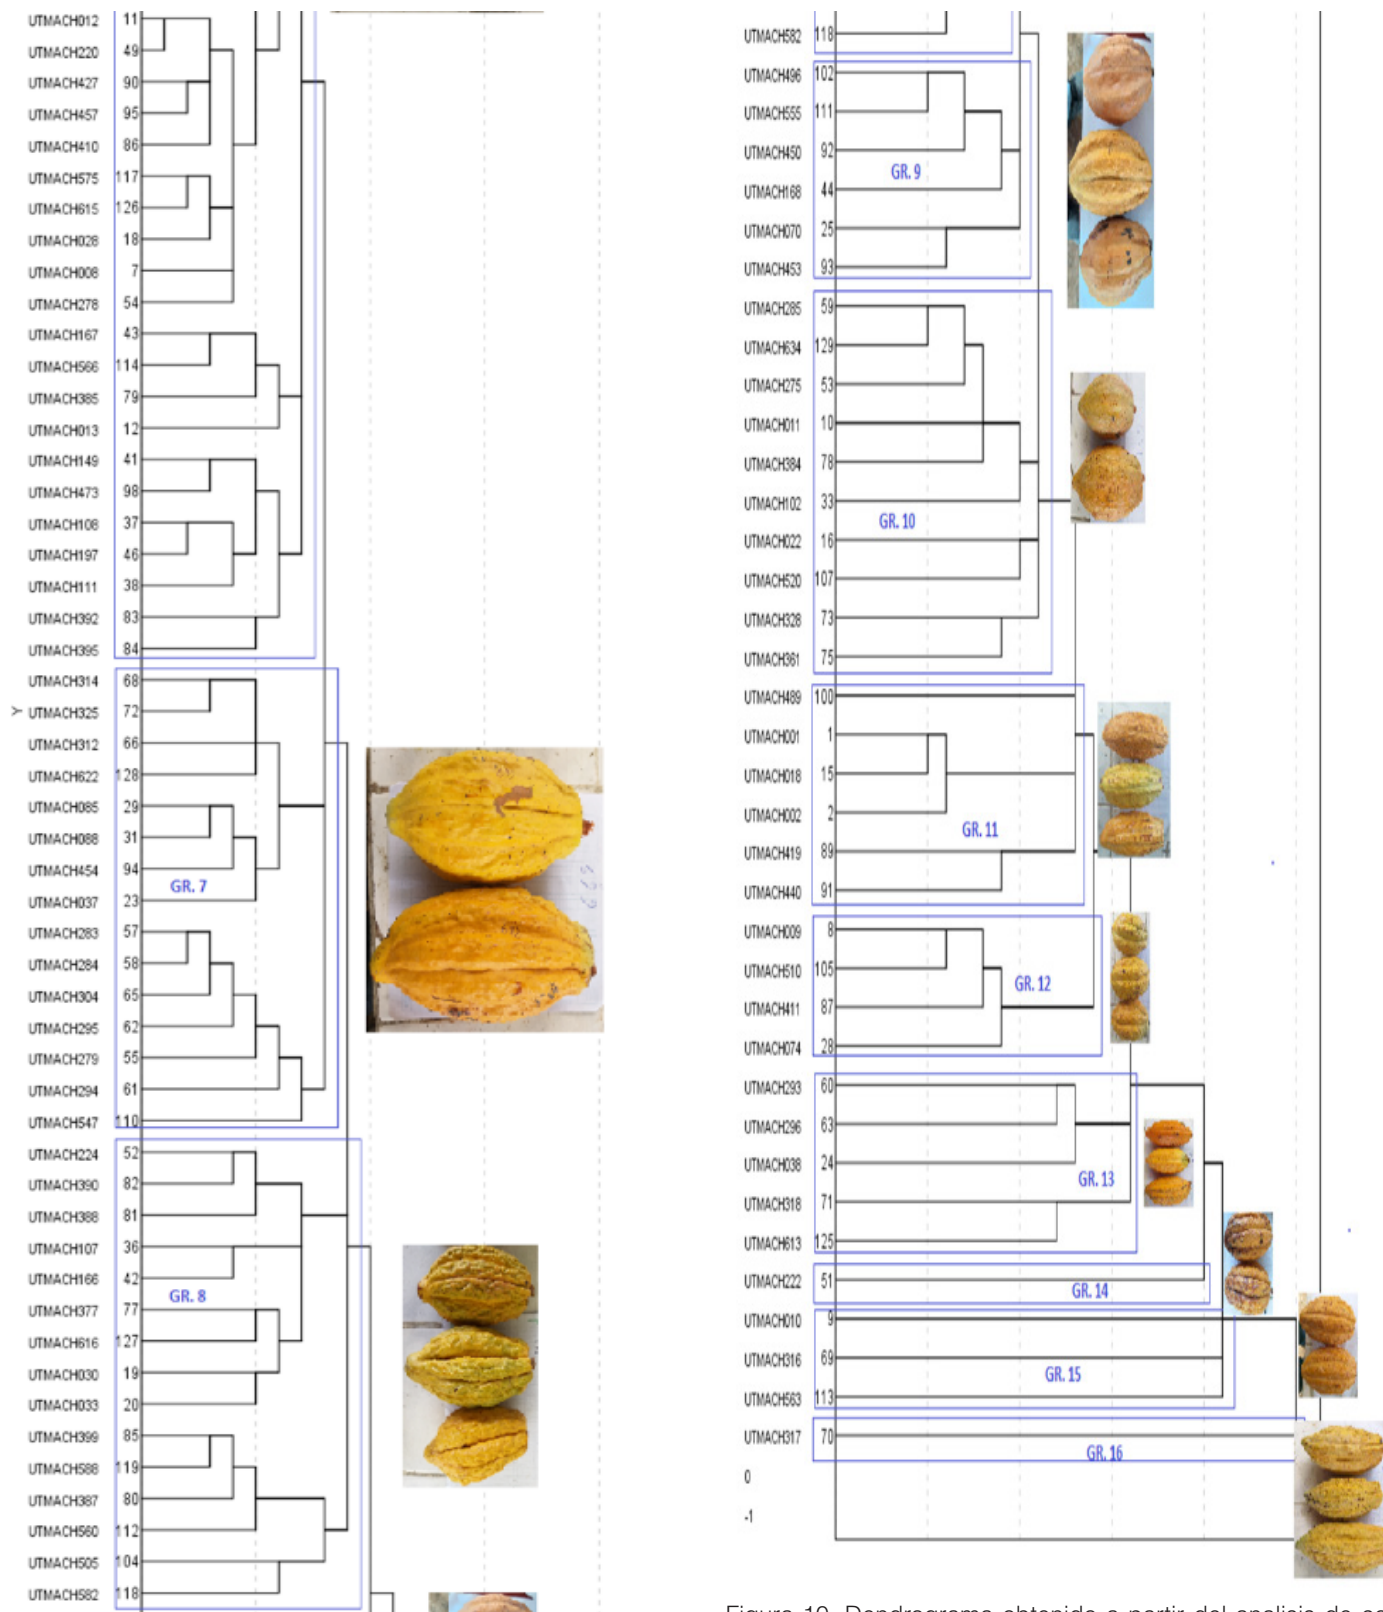 UTMACH012 11
UTMACH220 49
UTMACH427 90
UTMACH457 95
UTMACH410 86
UTMACH575 117
UTMACH615 126
UTMACH028 18
UTMACH008 7
UTMACH278 54
UTMACH167 43
UTMACH566 114
UTMACH385 79
UTMACH013 12
UTMACH149 41
UTMACH473 98
UTMACH108 37
UTMACH197 46
UTMACH111 38
UTMACH392 83
UTMACH395 84
UTMACH314 68
Y
UTMACH325 72
UTMACH312 66
UTMACH622 128
UTMACH085 29
UTMACH088 31
UTMACH454 94
GR. 7
UTMACH037 23
UTMACH283 57
UTMACH284 58
UTMACH304 65
UTMACH295 62
UTMACH279 55
UTMACH294 61
UTMACH547 110
UTMACH224 52
UTMACH390 82
UTMACH388 81
UTMACH107 36
UTMACH166 42
GR. 8
UTMACH377 77
UTMACH616 127
UTMACH030 19
UTMACH033 20
UTMACH399 85
UTMACH588 119
UTMACH387 80
UTMACH560 112
UTMACH505 104
UTMACH582 118
UTMACH582 118
UTMACH496 102
UTMACH555 111
UTMACH450 92
GR. 9
UTMACH168 44
UTMACH070 25
UTMACH453 93
UTMACH285 59
UTMACH634 129
UTMACH275 53
UTMACH011 10
UTMACH384 78
UTMACH102 33
GR. 10
UTMACH022 16
UTMACH520 107
UTMACH328 73
UTMACH361 75
UTMACH489 100
UTMACH001 1
UTMACH018 15
UTMACH002 2
GR. 11
UTMACH419 89
UTMACH440 91
UTMACH009 8
UTMACH510 105
GR. 12
UTMACH411 87
UTMACH074 28
UTMACH293 60
UTMACH296 63
UTMACH038 24
GR. 13
UTMACH318 71
UTMACH613 125
UTMACH222 51
GR. 14
UTMACH010 9
UTMACH316 69
GR. 15
UTMACH563 113
UTMACH317 70
GR. 16
0
-1
Figura 10. Dendrograma obtenido a partir del analisis de